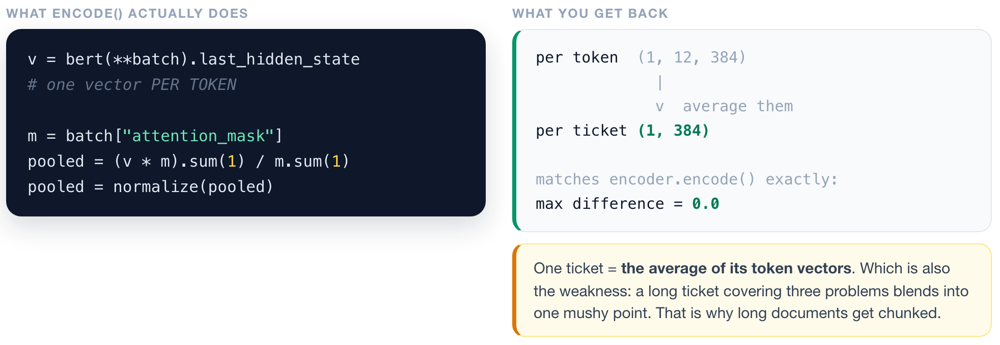 WHAT ENCODE() ACTUALLY DOES
v = bert(**batch).last_hidden_state
# one vector PER TOKEN
m = batch["attention_mask"]
pooled = (v * m).sum(1) / m.sum(1)
pooled = normalize(pooled)
WHAT YOU GET BACK
per token  (1, 12, 384)
|
v  average them
per ticket (1, 384)
matches encoder.encode() exactly:
max difference = 0.0
One ticket = the average of its token vectors. Which is also
the weakness: a long ticket covering three problems blends into
one mushy point. That is why long documents get chunked.